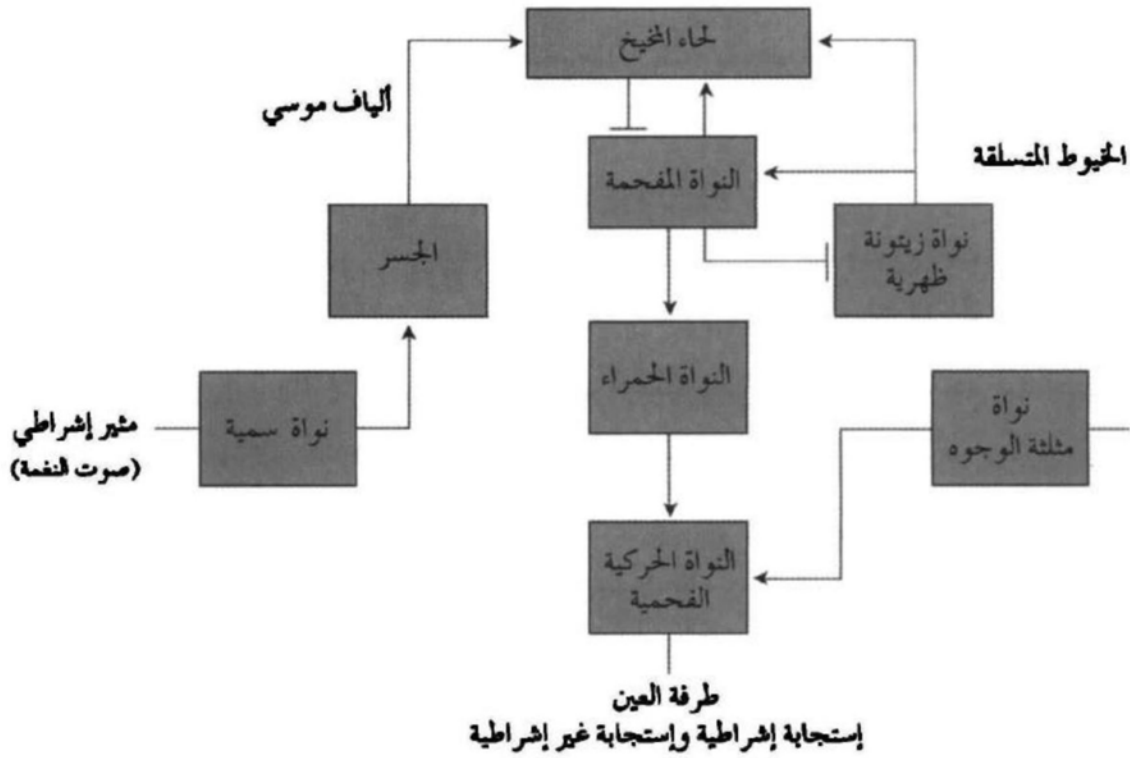 لحاء المخيخ
ألياف موسي
الخيوط المتسلقة
النواة المفحمة
نواة زيتونة
ظهرية
الجسر
النواة الحمراء
نواة
مثلثة الوجوه
نواة سمية
مثير إشراطي
(صوت النغمة)
النواة الحركية
الفحمية
طرفة العين
إستجابة إشراطية وإستجابة غير إشراطية